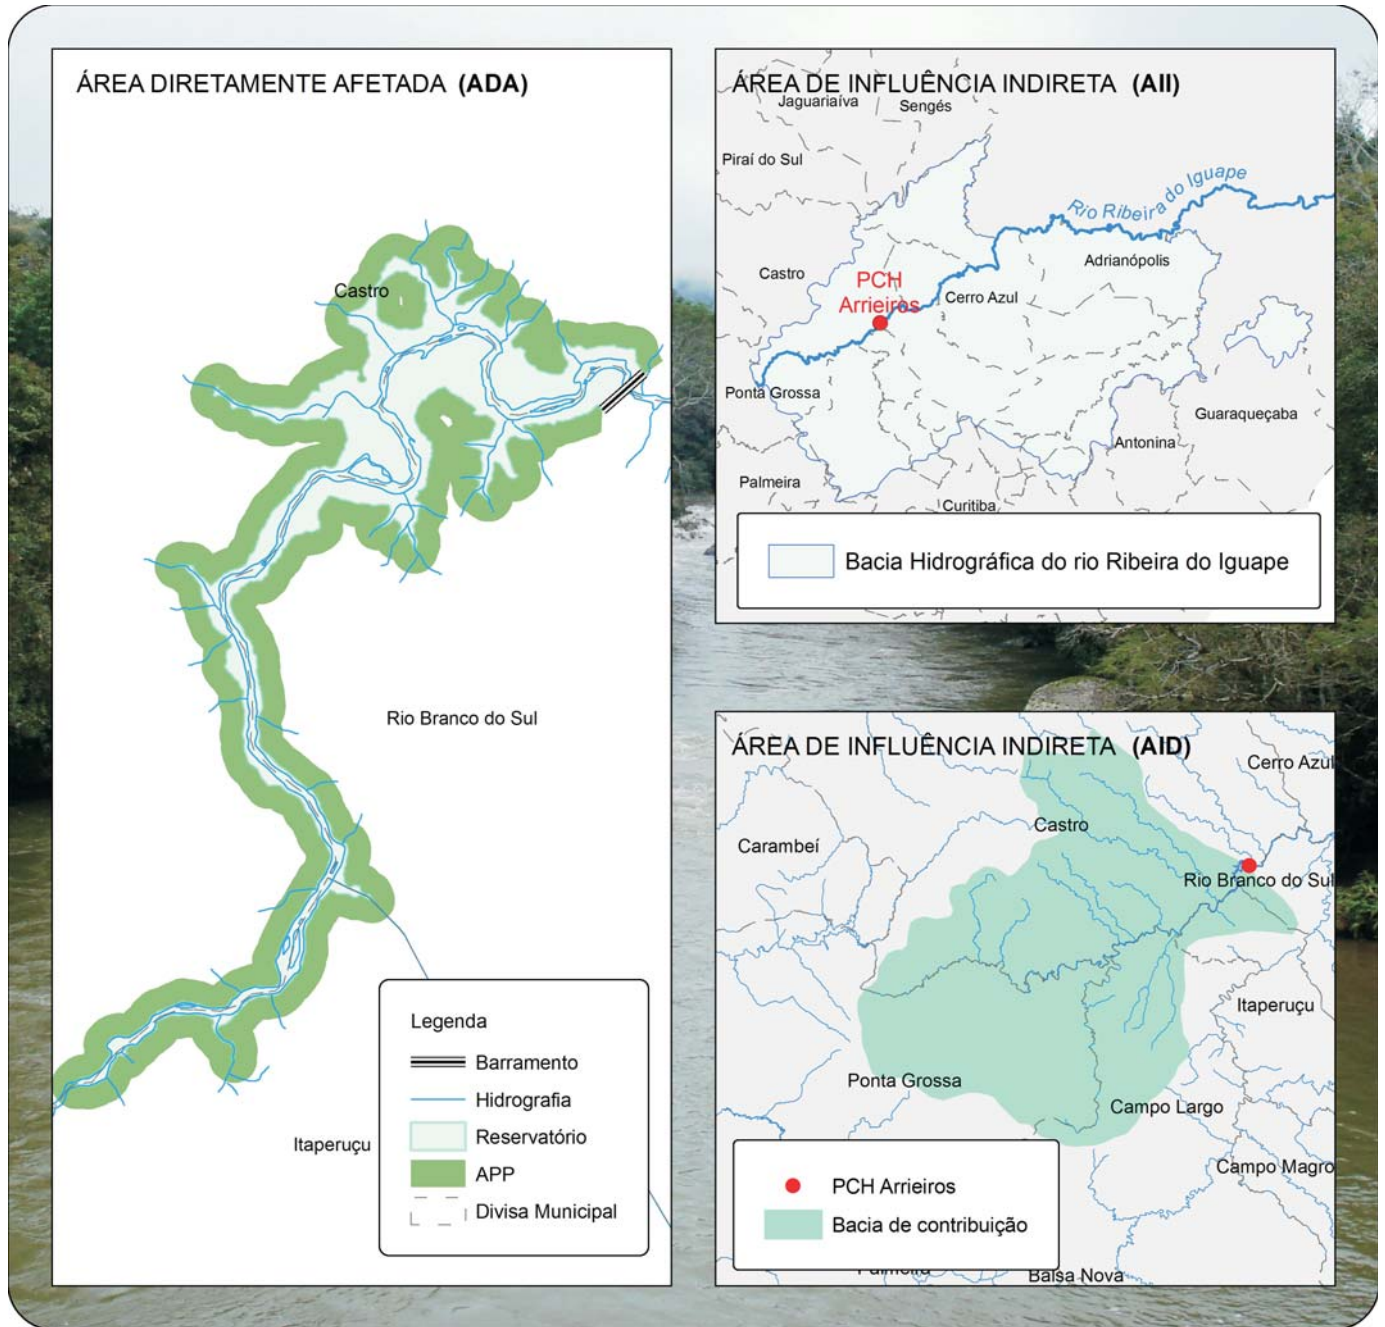 ÁREA DIRETAMENTE AFETADA (ADA)
Castro
Rio Branco do Sul
Itaperuçu
Legenda
Barramento
Hidrografia
Reservatório
APP
Divisa Municipal
ÁREA DE INFLUÊNCIA INDIRETA (AII)
Jaguariaíva
Sengés
Piraí do Sul
Rio Ribeira do Iguape
Castro
Adrianópolis
PCH
Arrieiros
Cerro Azul
Ponta Grossa
Guaraqueçaba
Antonina
Palmeira
Curitiba
Bacia Hidrográfica do rio Ribeira do Iguape
ÁREA DE INFLUÊNCIA INDIRETA (AID)
Cerro Azul
Castro
Carambeí
Rio Branco do Sul
Itaperuçu
Ponta Grossa
Campo Largo
Campo Magro
PCH Arrieiros
Bacia de contribuição
Palmeira
Balsa Nova